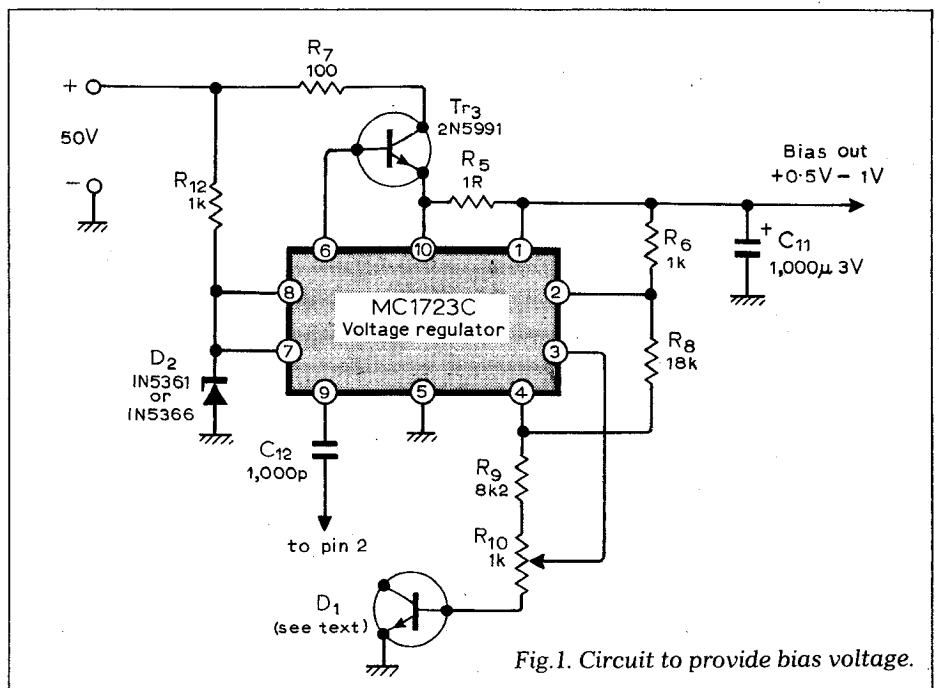 R7
100
+
50V
−
Tr3
2N5991
R5
1R
Bias out
+0·5V – 1V
R12
1k
R6
1k
+
C11
1,000μ 3V
6
10
1
8
MC1723C
Voltage regulator
2
7
3
R8
18k
D2
IN5361
or
IN5366
9
5
4
C12
1,000p
to pin 2
R9
8k2
R10
1k
D1
(see text)
Fig.1. Circuit to provide bias voltage.